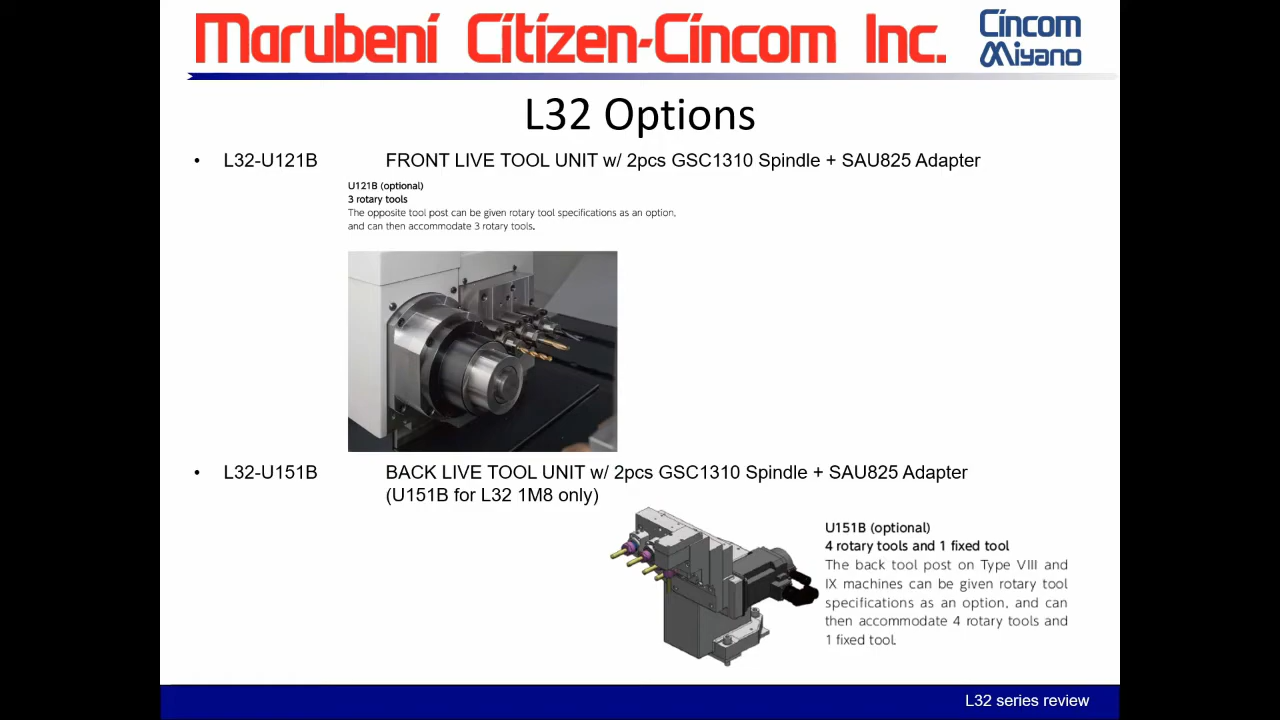 Marubeni Citizen-Cincom Inc.
Cincom
Miyano
L32 Options
• L32-U121B FRONT LIVE TOOL UNIT w/ 2pcs GSC1310 Spindle + SAU825 Adapter
U121B (optional)
3 rotary tools
The opposite tool post can be given rotary tool specifications as an option,
and can then accommodate 3 rotary tools.
• L32-U151B BACK LIVE TOOL UNIT w/ 2pcs GSC1310 Spindle + SAU825 Adapter
(U151B for L32 1M8 only)
U151B (optional)
4 rotary tools and 1 fixed tool
The back tool post on Type VIII and
IX machines can be given rotary tool
specifications as an option, and can
then accommodate 4 rotary tools and
1 fixed tool.
L32 series review